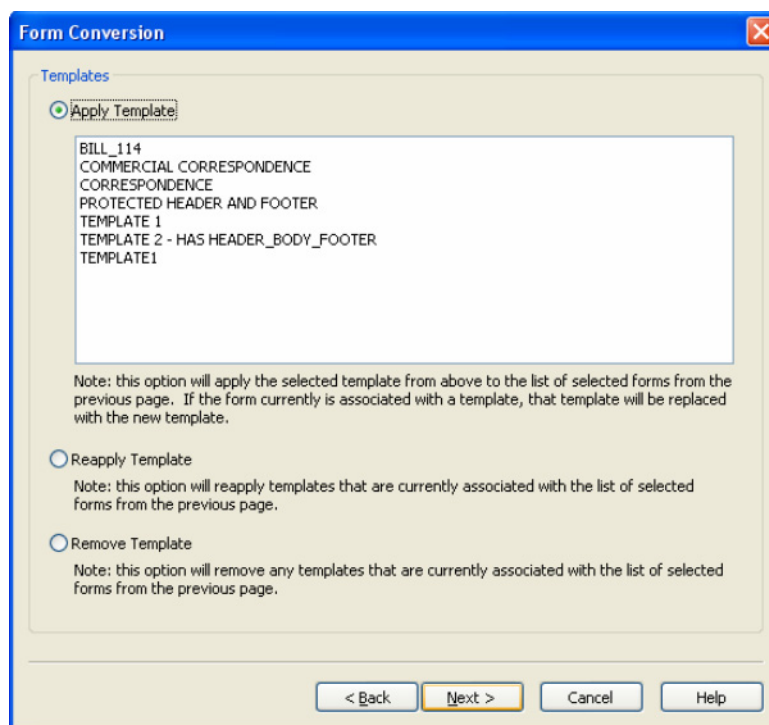 Form Conversion
Templates
Apply Template
BILL_114
COMMERCIAL CORRESPONDENCE
CORRESPONDENCE
PROTECTED HEADER AND FOOTER
TEMPLATE 1
TEMPLATE 2 - HAS HEADER_BODY_FOOTER
TEMPLATE1
Note: this option will apply the selected template from above to the list of selected forms from the
previous page.  If the form currently is associated with a template, that template will be replaced
with the new template.
Reapply Template
Note: this option will reapply templates that are currently associated with the list of selected
forms from the previous page.
Remove Template
Note: this option will remove any templates that are currently associated with the list of selected
forms from the previous page.
< Back Next > Cancel Help